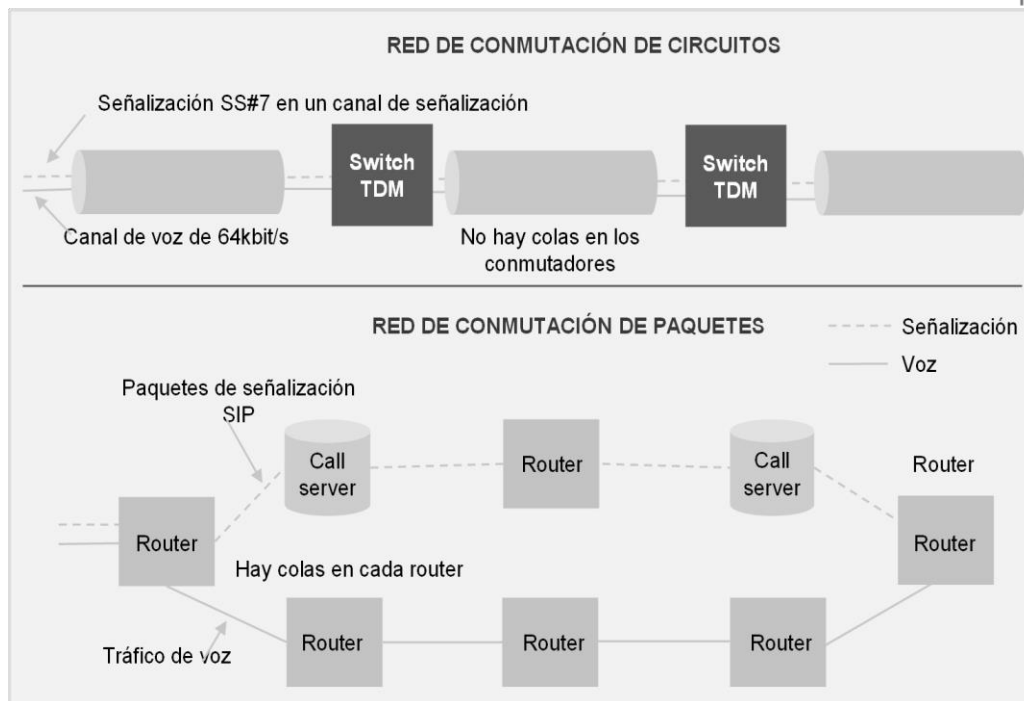 RED DE CONMUTACIÓN DE CIRCUITOS
Señalización SS#7 en un canal de señalización
Switch
TDM
Switch
TDM
Canal de voz de 64kbit/s
No hay colas en los
conmutadores
RED DE CONMUTACIÓN DE PAQUETES
Señalización
Voz
Paquetes de señalización
SIP
Call
server
Router
Call
server
Router
Router
Router
Hay colas en cada router
Router
Router
Router
Tráfico de voz